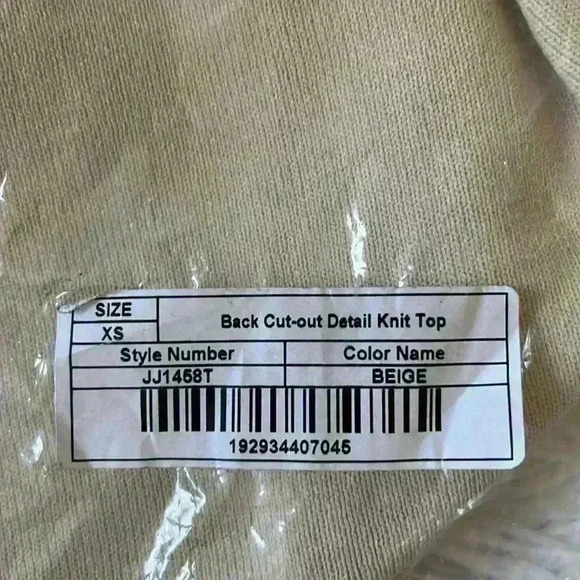 SIZE
XS
Back Cut-out Detail Knit Top
Style Number
Color Name
JJ1458T
BEIGE
192934407045